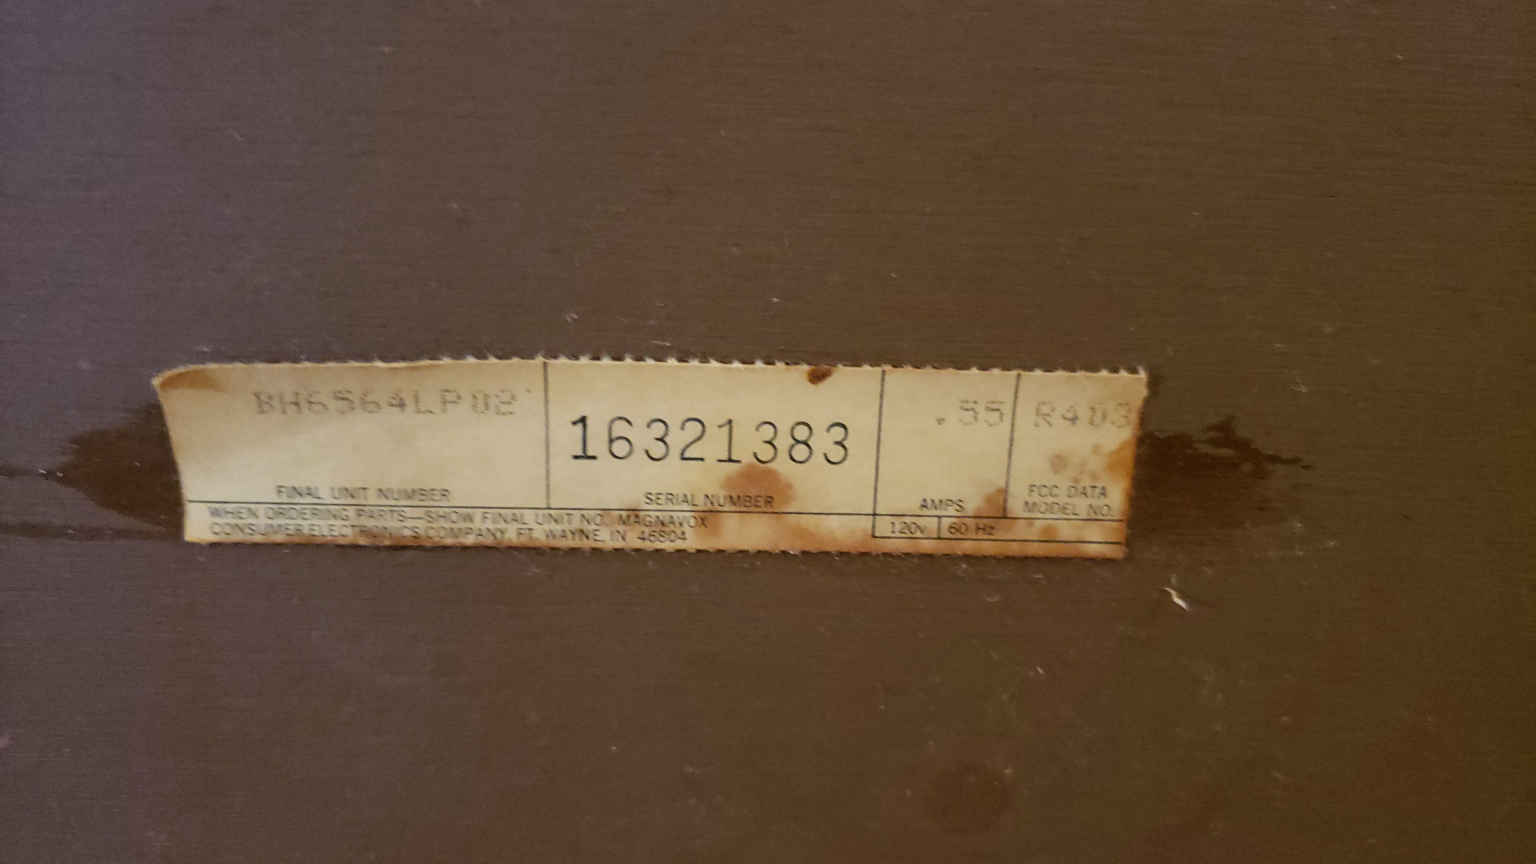 BH6564LP02
FINAL UNIT NUMBER
16321383
SERIAL NUMBER
.55
AMPS
R403
FCC DATA
MODEL NO.
WHEN ORDERING PARTS—SHOW FINAL UNIT NO. MAGNAVOX
CONSUMER ELECTRONICS COMPANY, FT. WAYNE, IN 46804
120v 60 Hz